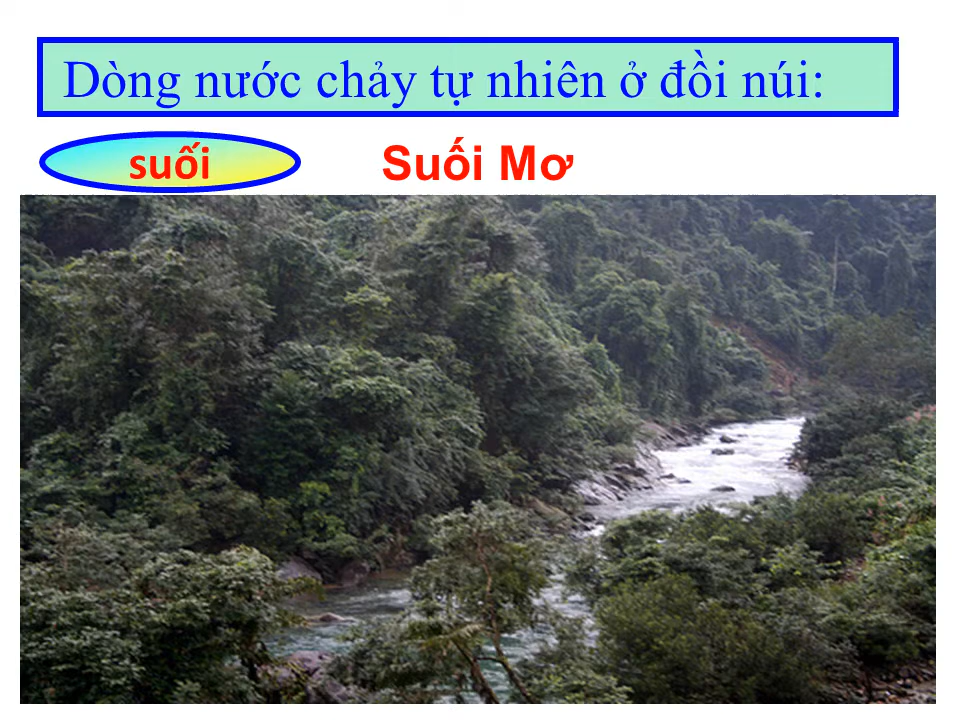 Dòng nước chảy tự nhiên ở đồi núi:
suối
Suối Mơ